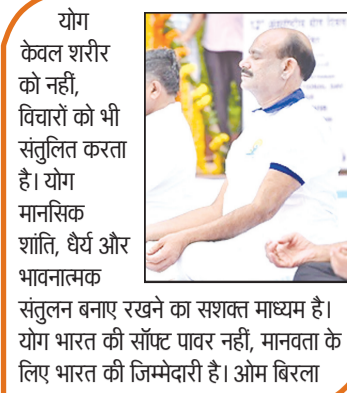 योग
केवल शरीर
को नहीं,
विचारों को भी
संतुलित करता
है। योग
मानसिक
शांति, धैर्य और
भावनात्मक
संतुलन बनाए रखने का सशक्त माध्यम है।
योग भारत की सॉफ्ट पावर नहीं, मानवता के
लिए भारत की जिम्मेदारी है। ओम बिरला